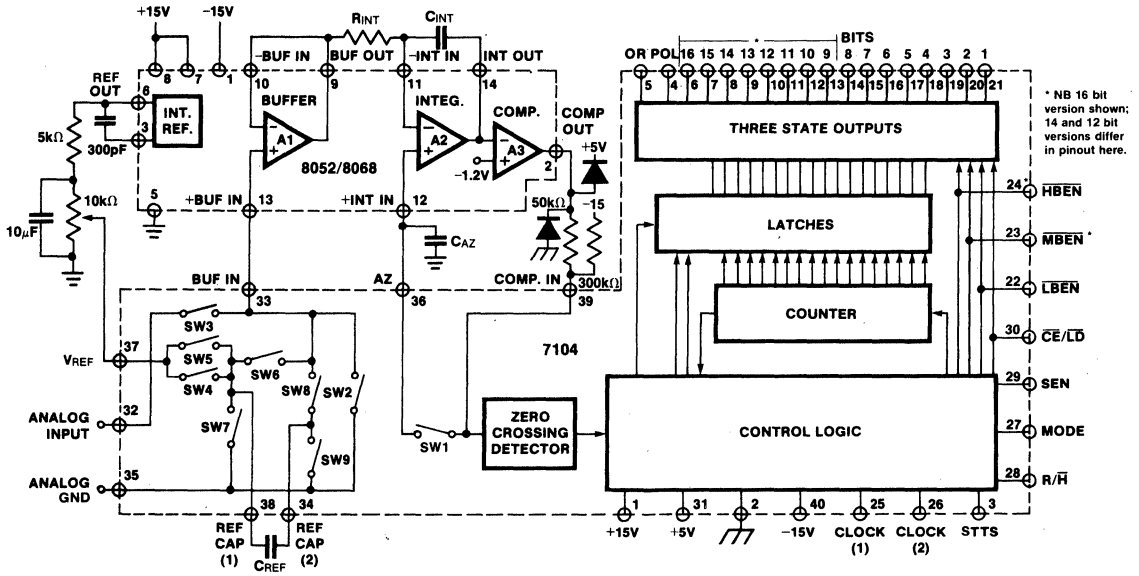 +15V
−15V
RINT
CINT
−BUF IN
BUF OUT
−INT IN
INT OUT
OR POL
16 15 14 13 12 11 10 9 8 7 6 5 4 3 2 1
*
BITS
8
7
1
10
9
11
14
5
4 6 7 8 9 10 11 12 13 14 15 16 17 18 19 20 21
REF
OUT
6
3
INT.
REF.
300pF
5kΩ
10kΩ
10μF
5
BUFFER
A1
−
+
8052/8068
INTEG.
A2
−
+
COMP.
A3
−
+
−1.2V
COMP
OUT
2
+5V
50kΩ
−15
300kΩ
+BUF IN
13
+INT IN
12
CAZ
THREE STATE OUTPUTS
* NB 16 bit
version shown;
14 and 12 bit
versions differ
in pinout here.
24*
HBEN
LATCHES
23
MBEN*
22
LBEN
COUNTER
30
CE/LD
BUF IN
33
AZ
36
COMP. IN
39
7104
VREF
37
SW3
SW5
SW4
SW6
SW8
SW2
SW7
SW9
SW1
ANALOG
INPUT
32
ANALOG
GND
35
ZERO
CROSSING
DETECTOR
CONTROL LOGIC
29
SEN
27
MODE
28
R/H
38
34
REF
CAP
(1)
CREF
REF
CAP
(2)
1
31
2
40
25
26
3
+15V
+5V
−15V
CLOCK
(1)
CLOCK
(2)
STTS